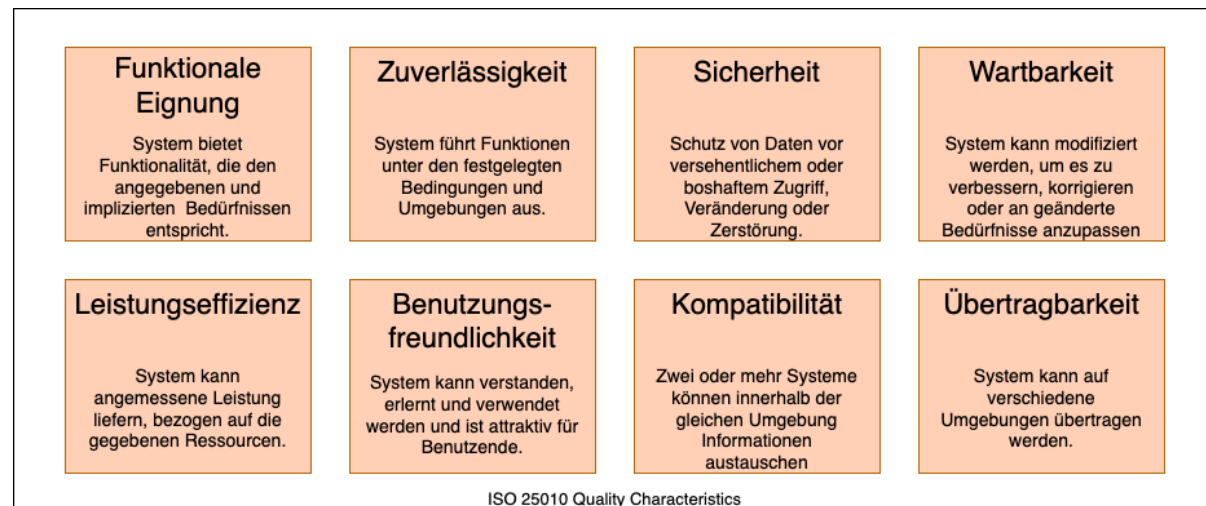 Funktionale
Eignung
System bietet
Funktionalität, die den
angegebenen und
implizierten Bedürfnissen
entspricht.
Zuverlässigkeit
System führt Funktionen
unter den festgelegten
Bedingungen und
Umgebungen aus.
Sicherheit
Schutz von Daten vor
versehentlichem oder
boshaftem Zugriff,
Veränderung oder
Zerstörung.
Wartbarkeit
System kann modifiziert
werden, um es zu
verbessern, korrigieren
oder an geänderte
Bedürfnisse anzupassen
Leistungseffizienz
System kann
angemessene Leistung
liefern, bezogen auf die
gegebenen Ressourcen.
Benutzungs-
freundlichkeit
System kann verstanden,
erlernt und verwendet
werden und ist attraktiv für
Benutzende.
Kompatibilität
Zwei oder mehr Systeme
können innerhalb der
gleichen Umgebung
Informationen
austauschen
Übertragbarkeit
System kann auf
verschiedene
Umgebungen übertragen
werden.
ISO 25010 Quality Characteristics